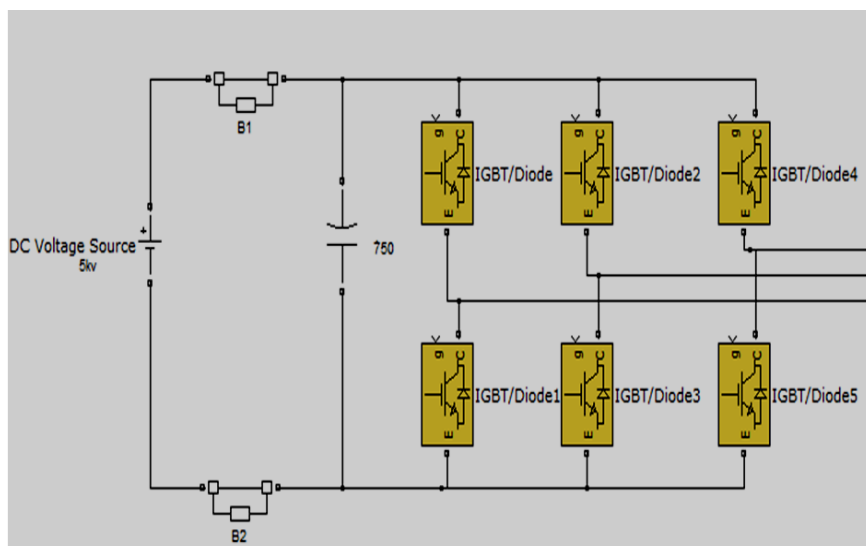 B1
g C E IGBT/Diode
g C E IGBT/Diode2
g C E IGBT/Diode4
+
DC Voltage Source
5kv
750
g C E IGBT/Diode1
g C E IGBT/Diode3
g C E IGBT/Diode5
B2